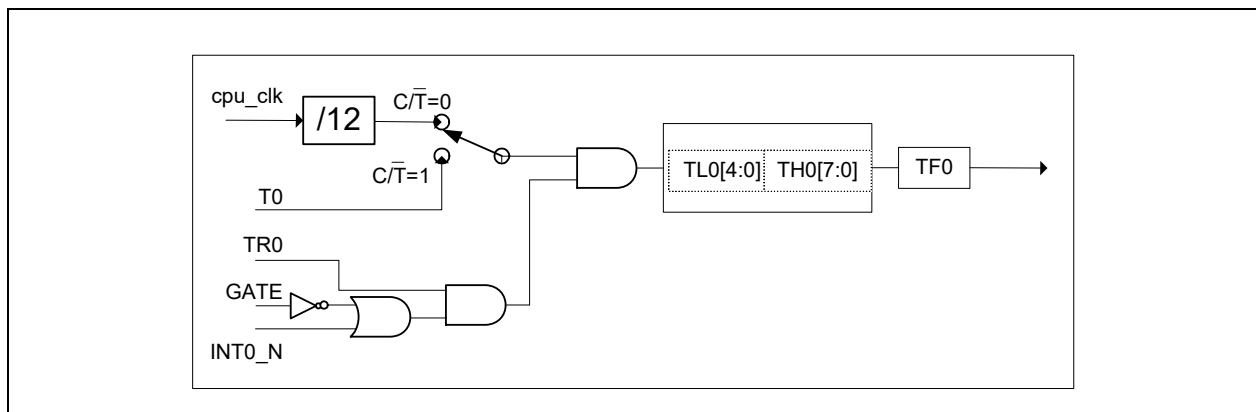 cpu_clk
/12
C/T̅=0
C/T̅=1
T0
TL0[4:0] TH0[7:0]
TF0
TR0
GATE
INT0_N